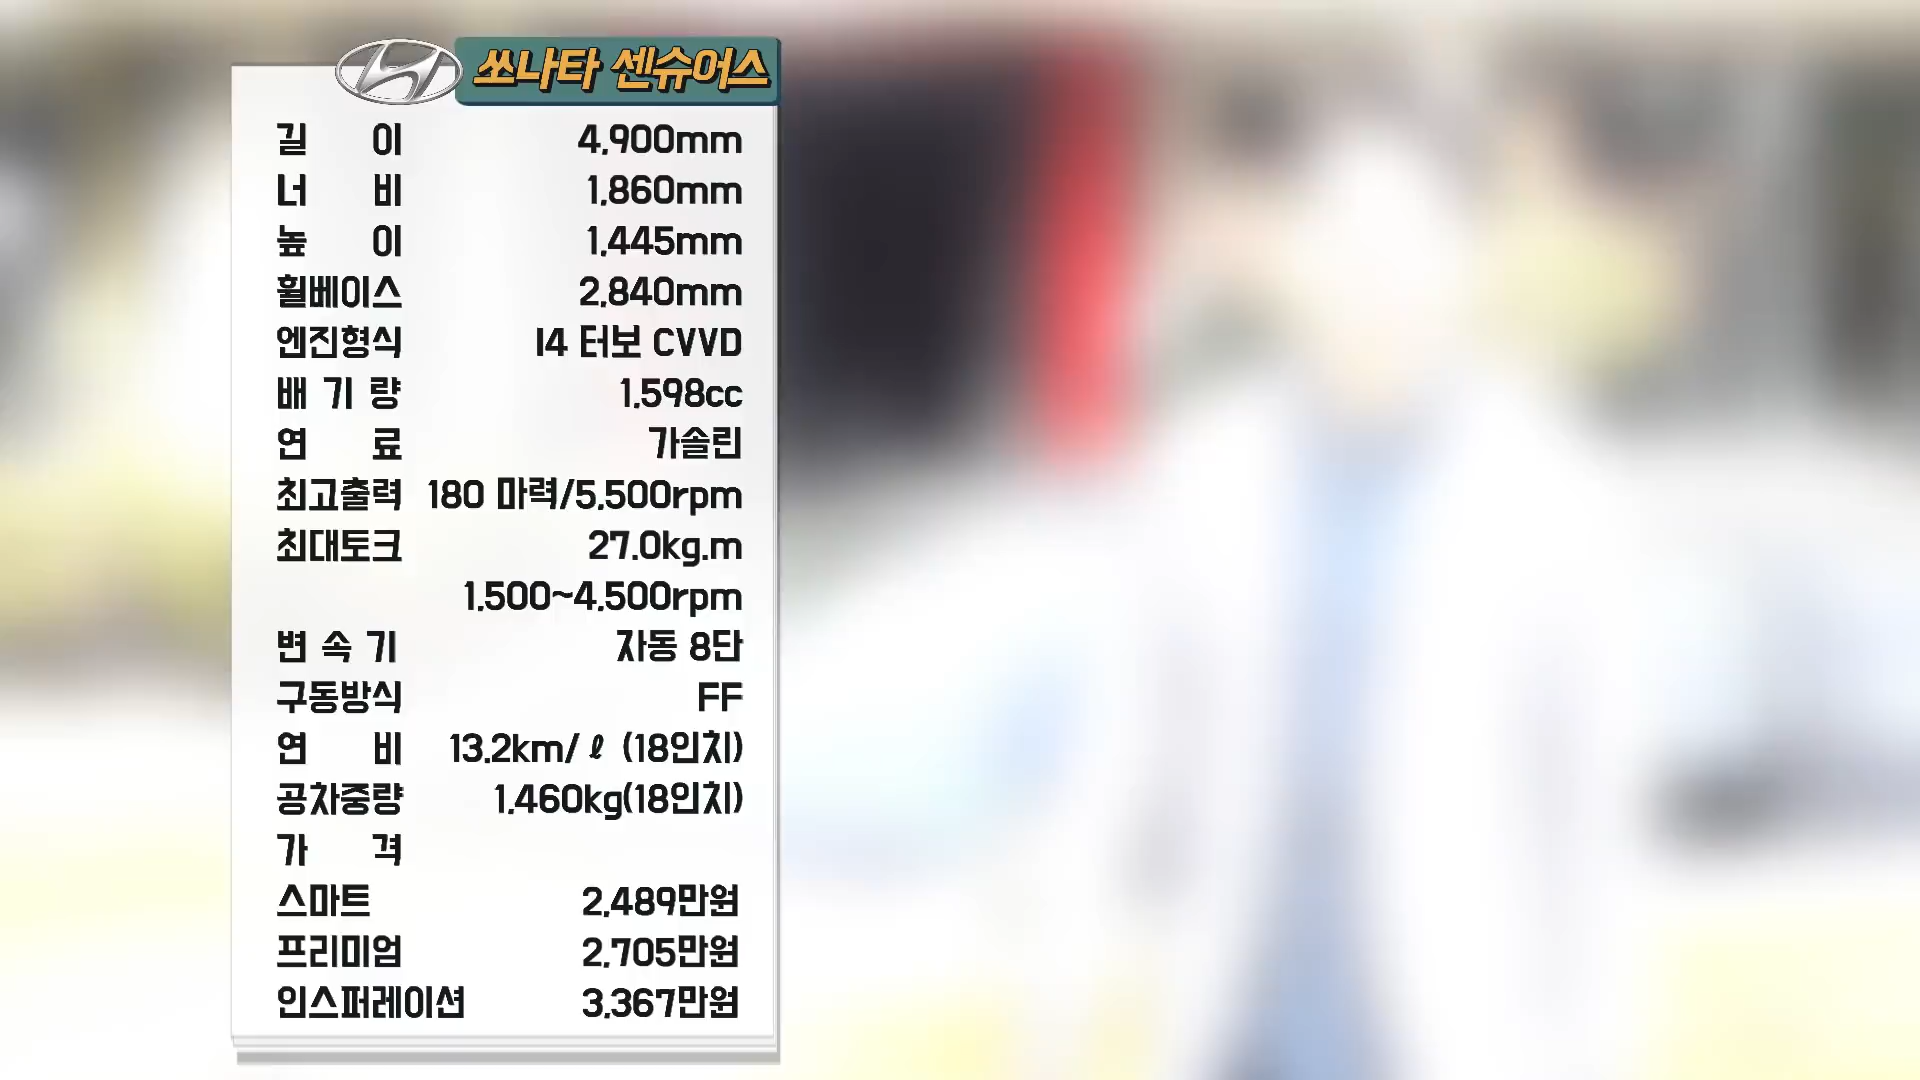 쏘나타 센슈어스
길 이 4,900mm
너 비 1,860mm
높 이 1,445mm
휠베이스 2,840mm
엔진형식 I4 터보 CVVD
배 기 량 1,598cc
연 료 가솔린
최고출력 180 마력/5,500rpm
최대토크 27.0kg.m
1,500~4,500rpm
변 속 기 자동 8단
구동방식 FF
연 비 13.2km/ℓ (18인치)
공차중량 1,460kg(18인치)
가 격
스마트 2,489만원
프리미엄 2,705만원
인스퍼레이션 3,367만원